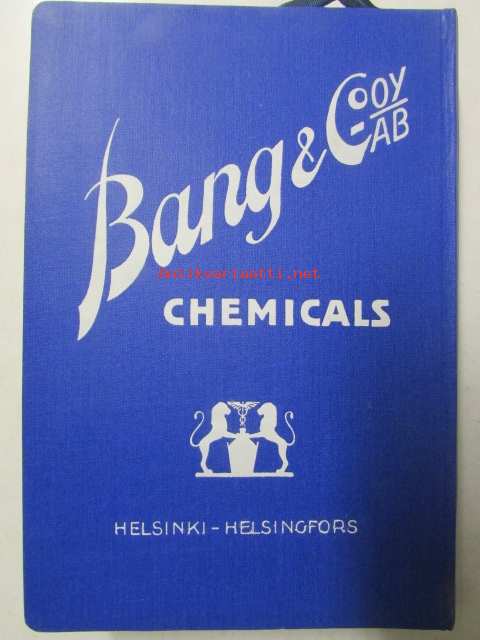 Bang & Co OY/AB
antikvariaatti.net
CHEMICALS
HELSINKI - HELSINGFORS